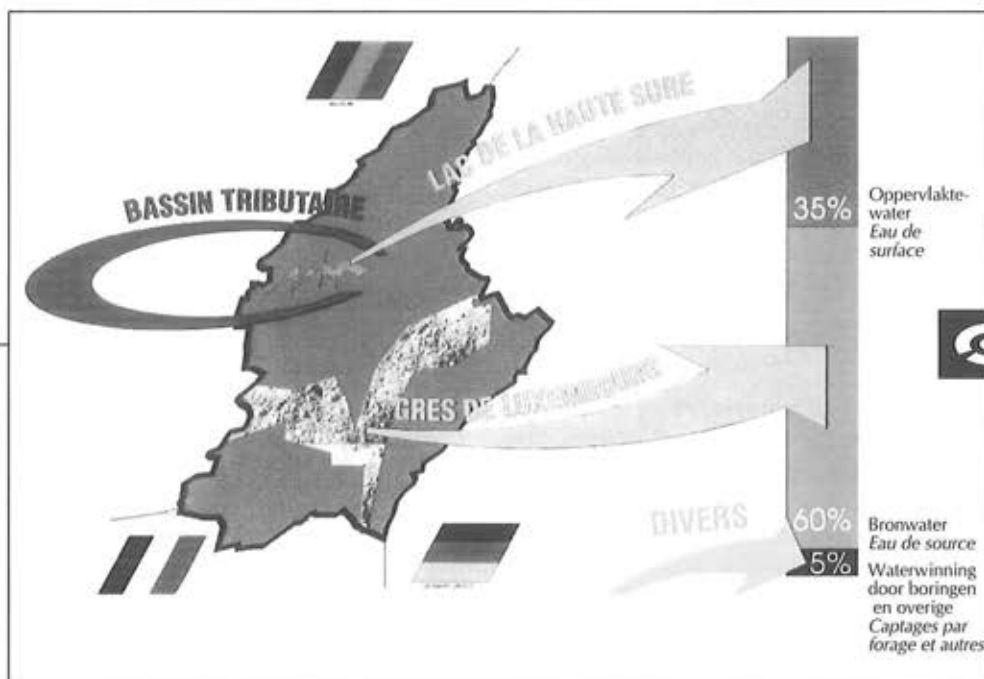 LAC DE LA HAUTE SURE
BASSIN TRIBUTAIRE
35%
Oppervlakte-
water
Eau de
surface
GRES DE LUXEMBOURG
DIVERS
60%
Bronwater
Eau de source
5%
Waterwinning
door boringen
en overige
Captages par
forage et autres